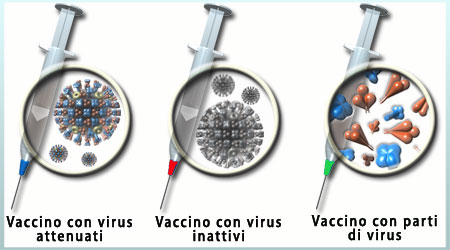 Vaccino con virus
attenuati
Vaccino con virus
inattivi
Vaccino con parti
di virus